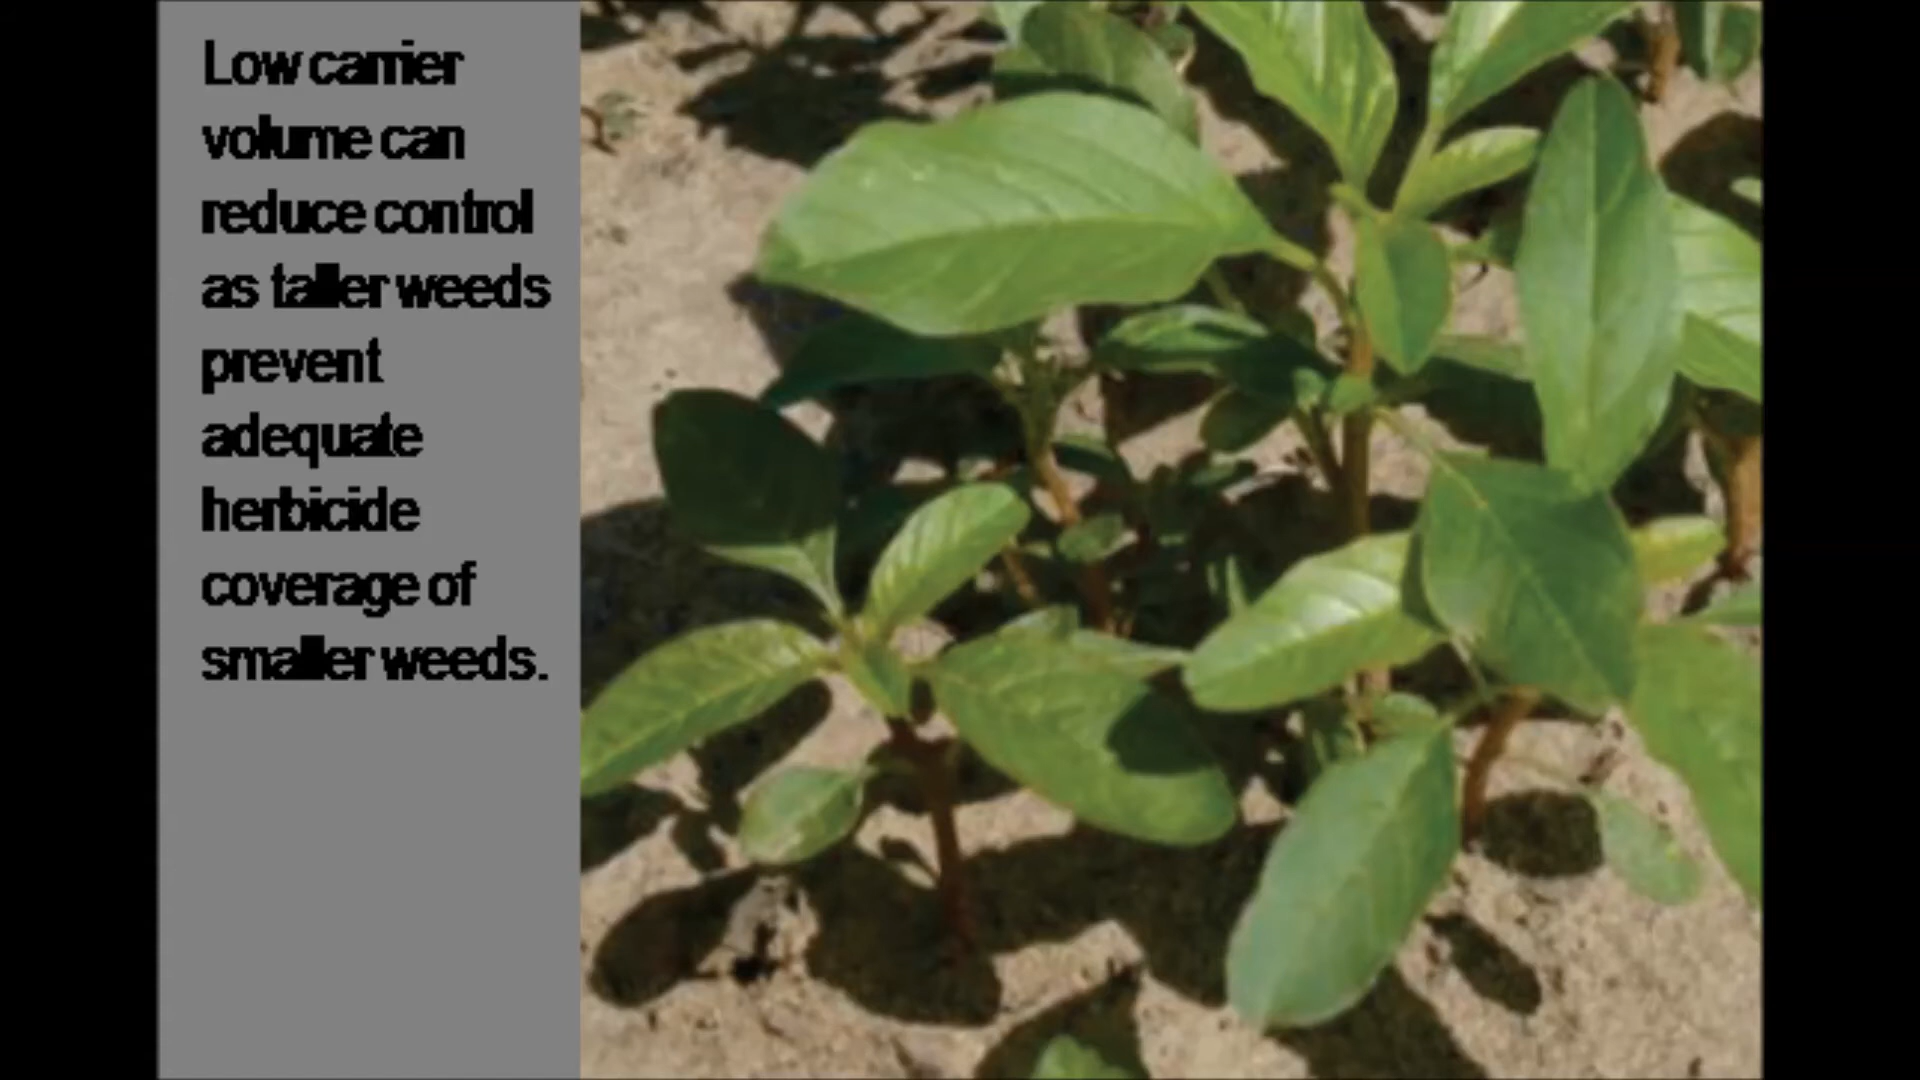 Low carrier
volume can
reduce control
as taller weeds
prevent
adequate
herbicide
coverage of
smaller weeds.